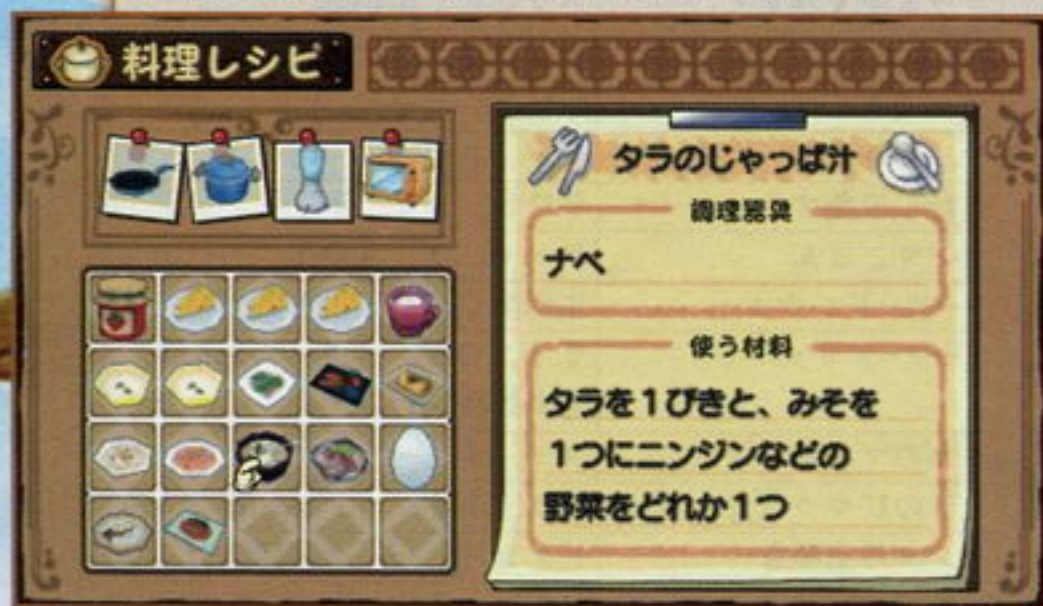 料理レシピ
タラのじゃっぱ汁
調理器具
ナベ
使う材料
タラを1ぴきと、みそを
1つにニンジンなどの
野菜をどれか1つ